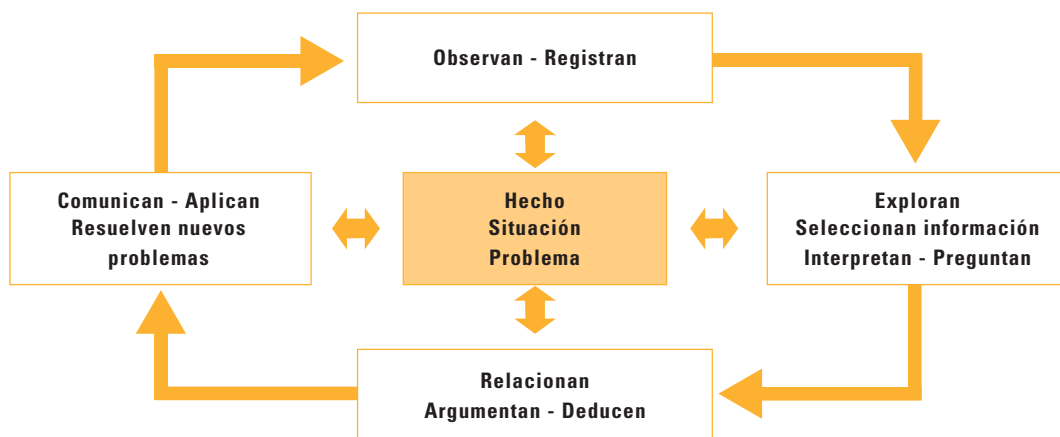 Observan - Registran
Comunican - Aplican
Resuelven nuevos
problemas
Hecho
Situación
Problema
Exploran
Seleccionan información
Interpretan - Preguntan
Relacionan
Argumentan - Deducen